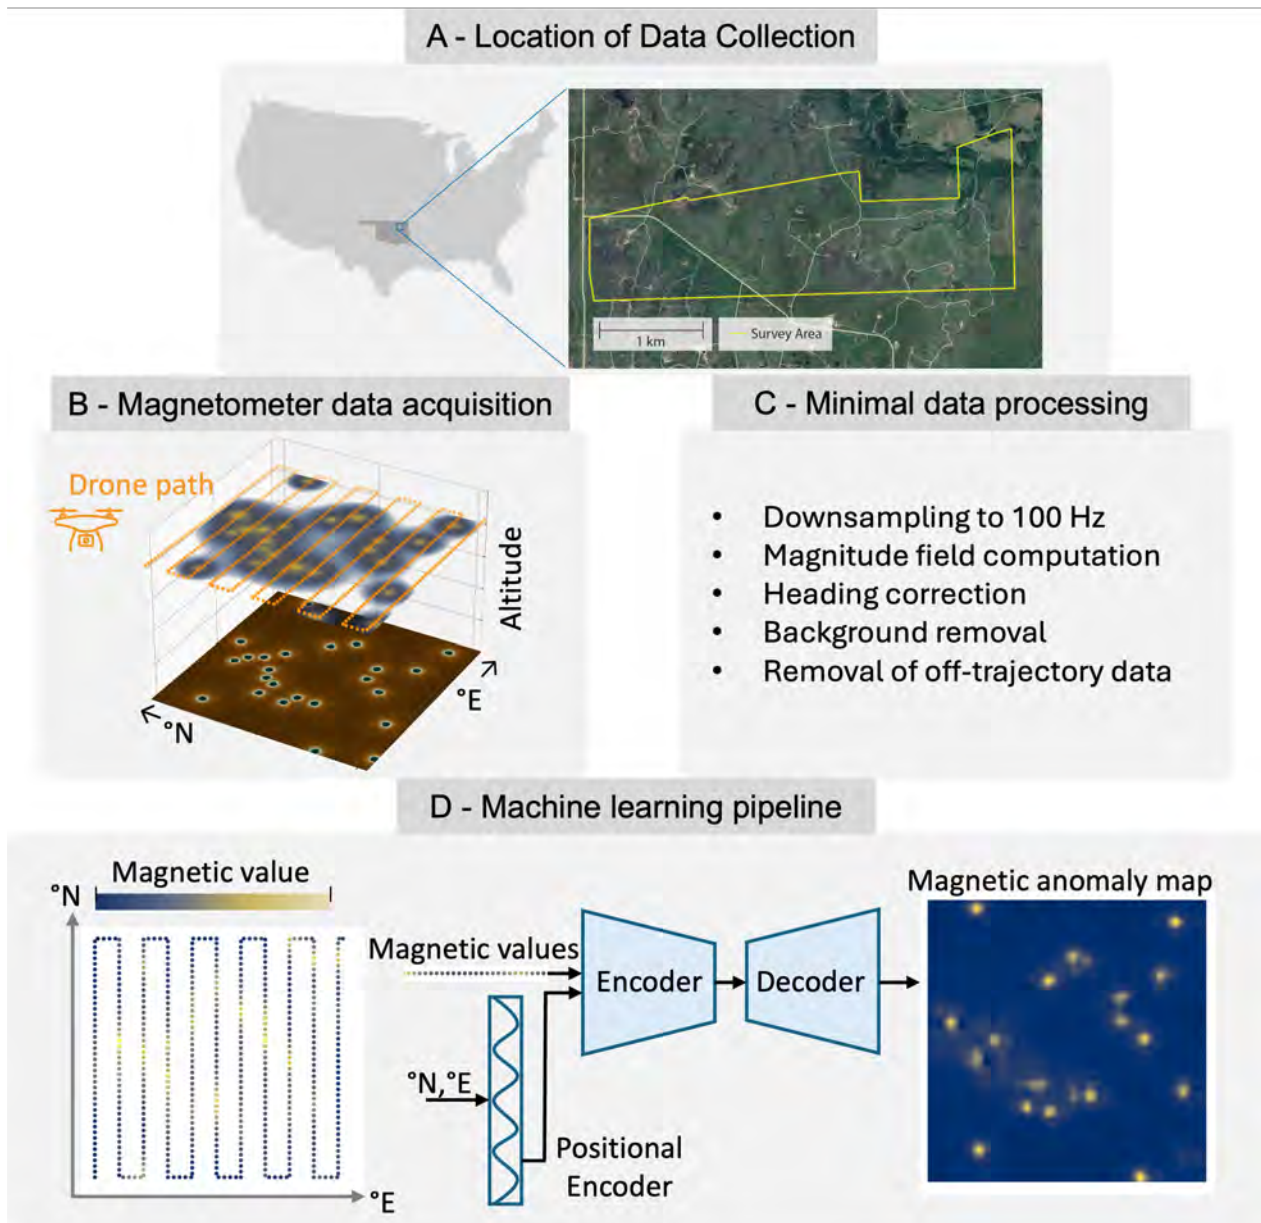 A - Location of Data Collection
1 km
Survey Area
B - Magnetometer data acquisition
Drone path
Altitude
°E
°N
C - Minimal data processing
• Downsampling to 100 Hz
• Magnitude field computation
• Heading correction
• Background removal
• Removal of off-trajectory data
D - Machine learning pipeline
Magnetic value
°N
°E
Magnetic values
°N,°E
Positional
Encoder
Encoder
Decoder
Magnetic anomaly map